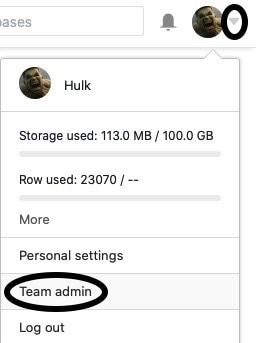 bases
Hulk
Storage used: 113.0 MB / 100.0 GB
Row used: 23070 / --
More
Personal settings
Team admin
Log out